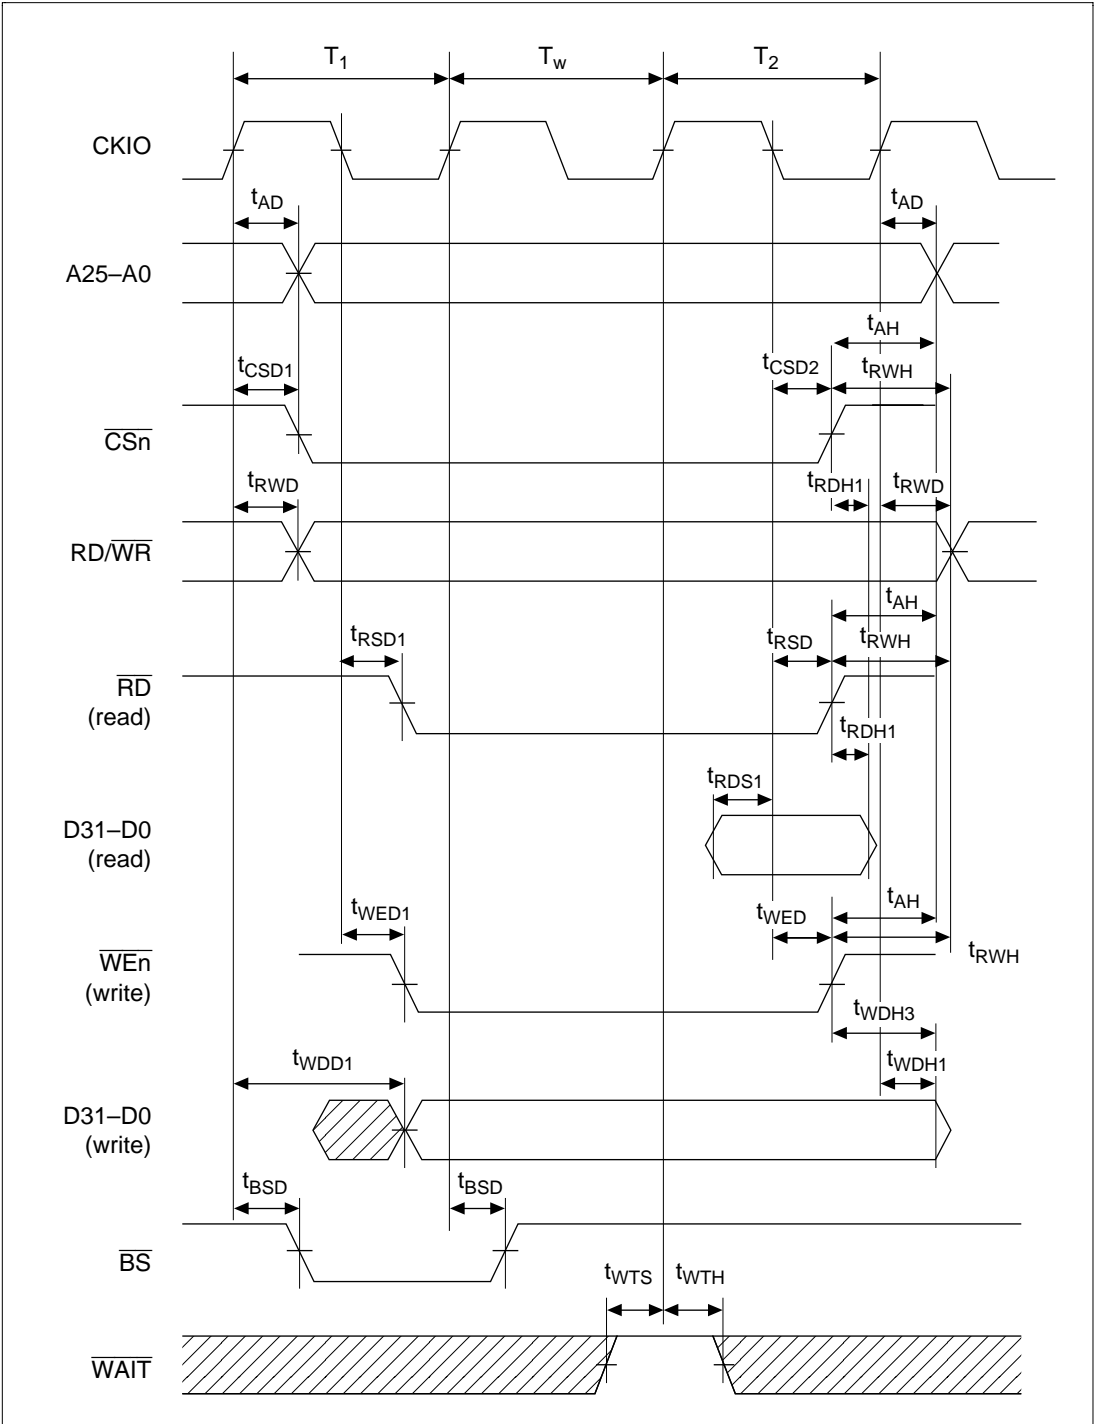 T1 Tw T2
CKIO
tAD tAD
A25–A0
tAH
tCSD1 tCSD2 tRWH
CSn
tRWD tRDH1 tRWD
RD/WR
tAH
tRSD1 tRSD tRWH
RD
(read)
tRDH1
tRDS1
D31–D0
(read)
tAH
tWED1 tWED
WEn
tRWH
(write)
tWDH3
tWDD1 tWDH1
D31–D0
(write)
tBSD tBSD
BS
tWTS tWTH
WAIT